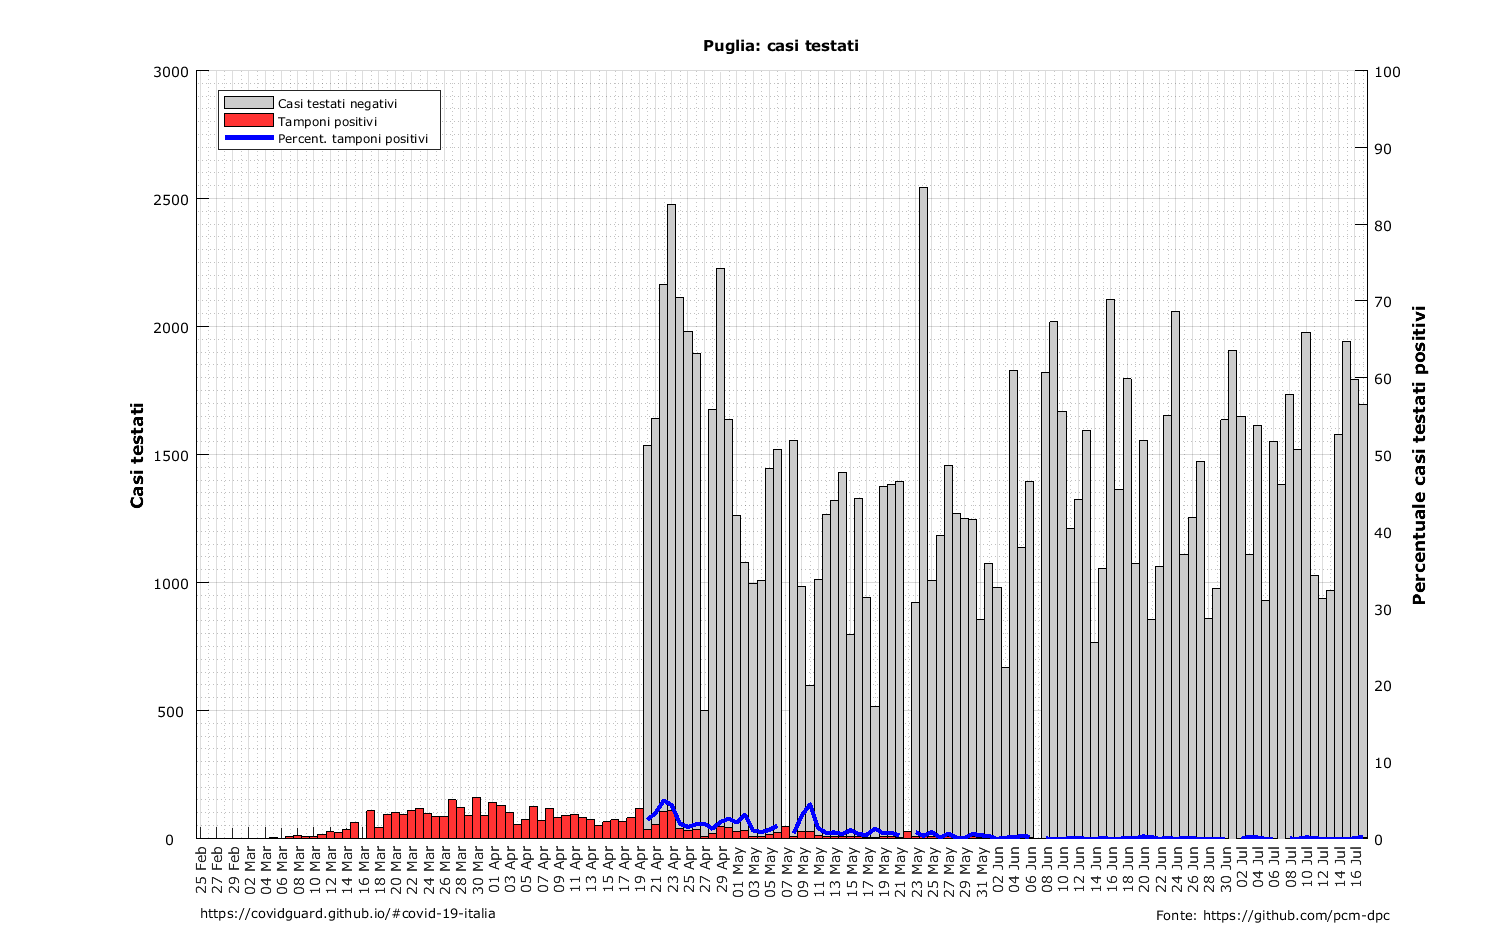 Puglia: casi testati
Casi testati negativi
Tamponi positivi
Percent. tamponi positivi
Casi testati
3000
2500
2000
1500
1000
500
0
100
90
80
70
60
50
40
30
20
10
0
Percentuale casi testati positivi
25 Feb
27 Feb
29 Feb
02 Mar
04 Mar
06 Mar
08 Mar
10 Mar
12 Mar
14 Mar
16 Mar
18 Mar
20 Mar
22 Mar
24 Mar
26 Mar
28 Mar
30 Mar
01 Apr
03 Apr
05 Apr
07 Apr
09 Apr
11 Apr
13 Apr
15 Apr
17 Apr
19 Apr
21 Apr
23 Apr
25 Apr
27 Apr
29 Apr
01 May
03 May
05 May
07 May
09 May
11 May
13 May
15 May
17 May
19 May
21 May
23 May
25 May
27 May
29 May
31 May
02 Jun
04 Jun
06 Jun
08 Jun
10 Jun
12 Jun
14 Jun
16 Jun
18 Jun
20 Jun
22 Jun
24 Jun
26 Jun
28 Jun
30 Jun
02 Jul
04 Jul
06 Jul
08 Jul
10 Jul
12 Jul
14 Jul
16 Jul
https://covidguard.github.io/#covid-19-italia
Fonte: https://github.com/pcm-dpc